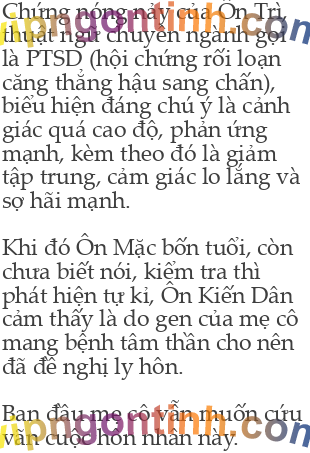 Chứng nóng nảy của Ôn Trì,
thuật ngữ chuyên ngành gọi
là PTSD (hội chứng rối loạn
căng thẳng hậu sang chấn),
biểu hiện đáng chú ý là cảnh
giác quá cao độ, phản ứng
mạnh, kèm theo đó là giảm
tập trung, cảm giác lo lắng và
sợ hãi mạnh.
Khi đó Ôn Mặc bốn tuổi, còn
chưa biết nói, kiểm tra thì
phát hiện tự kỉ, Ôn Kiến Dân
cảm thấy là do gen của mẹ cô
mang bệnh tâm thần cho nên
đã đề nghị ly hôn.
Ban đầu mẹ cô vẫn muốn cứu
vãn cuộc hôn nhân này.
vipngontinh.com
vipngontinh.com